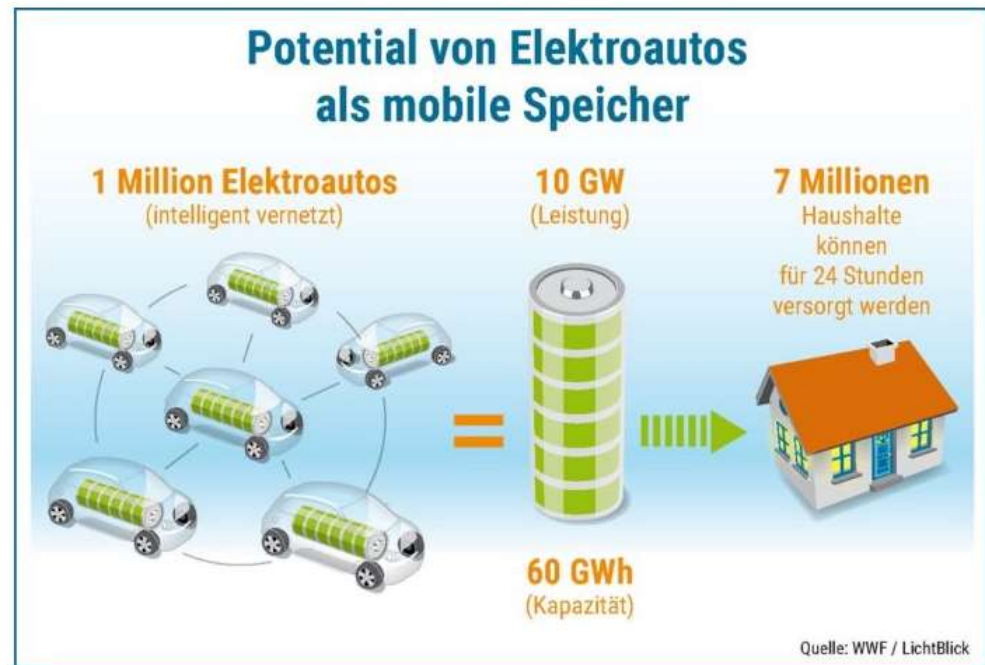 Potential von Elektroautos
als mobile Speicher
1 Million Elektroautos
(intelligent vernetzt)
10 GW
(Leistung)
60 GWh
(Kapazität)
7 Millionen
Haushalte
können
für 24 Stunden
versorgt werden
Quelle: WWF / LichtBlick